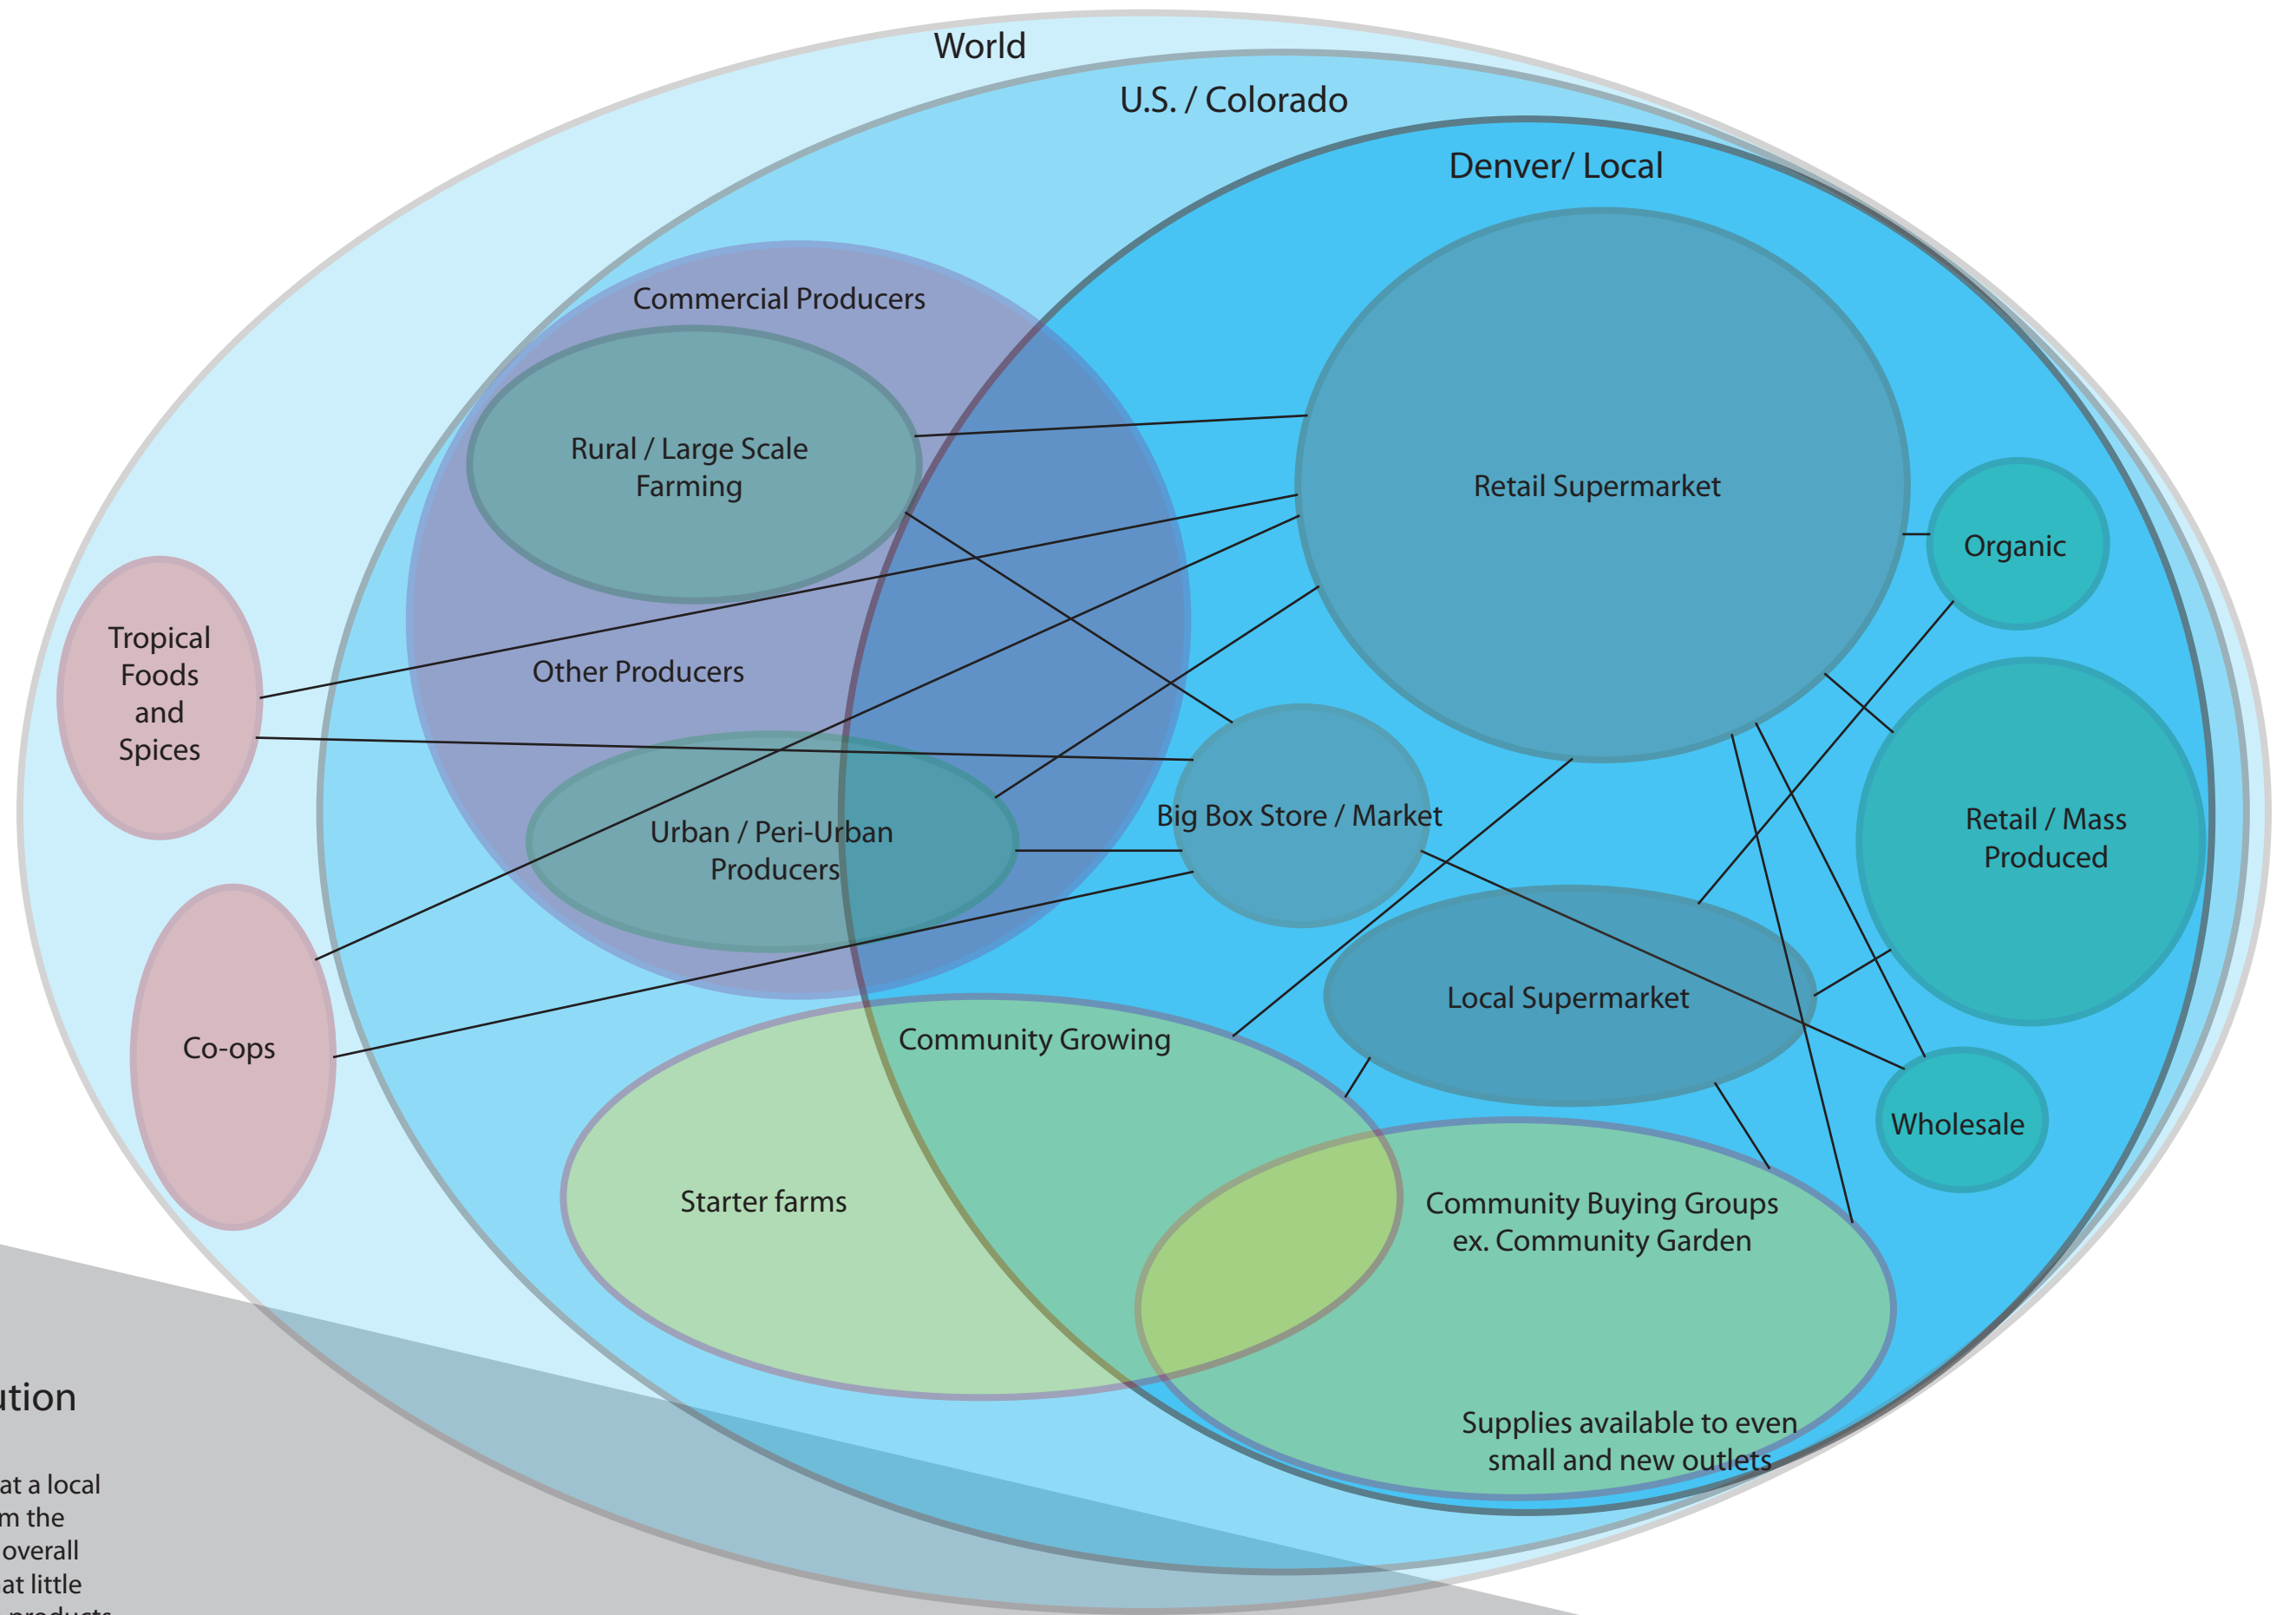 World
U.S. / Colorado
Denver/ Local
Commercial Producers
Rural / Large Scale
Farming
Retail Supermarket
Organic
Tropical
Foods
and
Spices
Other Producers
Big Box Store / Market
Urban / Peri-Urban
Producers
Retail / Mass
Produced
Local Supermarket
Co-ops
Community Growing
Wholesale
Starter farms
Community Buying Groups
ex. Community Garden
Supplies available to even
small and new outlets
at a local
the
overall
little
products